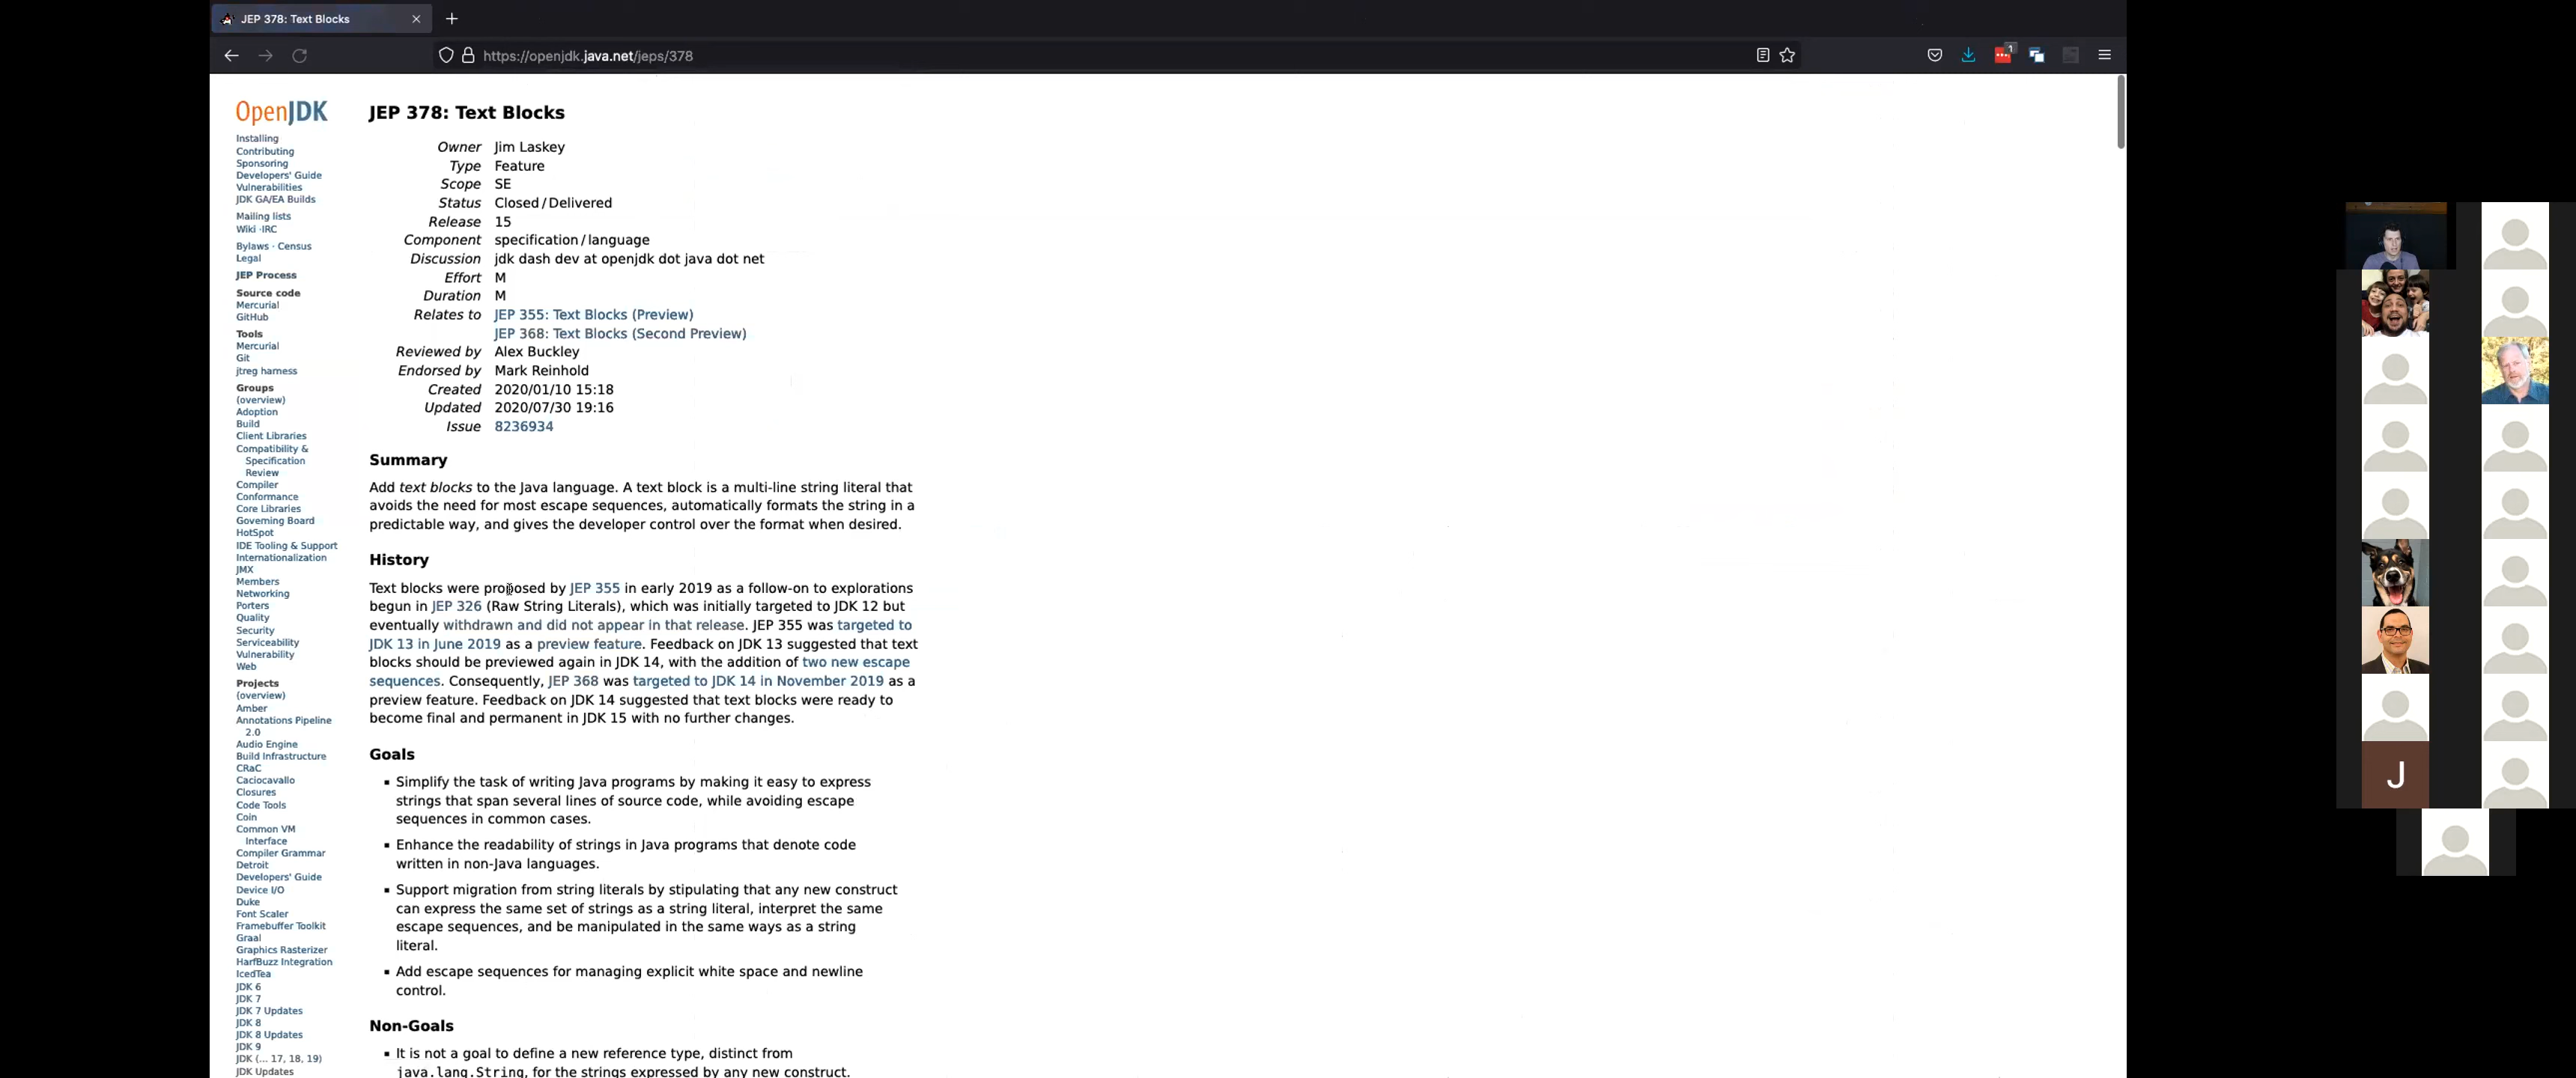 JEP 378: Text Blocks
https://openjdk.java.net/jeps/378
1
OpenJDK
Installing
Contributing
Sponsoring
Developers' Guide
Vulnerabilities
JDK GA/EA Builds
Mailing lists
Wiki · IRC
Bylaws · Census
Legal
JEP Process
Source code
Mercurial
GitHub
Tools
Mercurial
Git
jtreg harness
Groups
(overview)
Adoption
Build
Client Libraries
Compatibility &
Specification
Review
Compiler
Conformance
Core Libraries
Governing Board
HotSpot
IDE Tooling & Support
Internationalization
JMX
Members
Networking
Porters
Quality
Security
Serviceability
Vulnerability
Web
Projects
(overview)
Amber
Annotations Pipeline
2.0
Audio Engine
Build Infrastructure
CRaC
Caciocavallo
Closures
Code Tools
Coin
Common VM
Interface
Compiler Grammar
Detroit
Developers' Guide
Device I/O
Duke
Font Scaler
Framebuffer Toolkit
Graal
Graphics Rasterizer
HarfBuzz Integration
IcedTea
JDK 6
JDK 7
JDK 7 Updates
JDK 8
JDK 8 Updates
JDK 9
JDK (... 17, 18, 19)
JDK Updates
JEP 378: Text Blocks
Owner Jim Laskey
Type Feature
Scope SE
Status Closed / Delivered
Release 15
Component specification / language
Discussion jdk dash dev at openjdk dot java dot net
Effort M
Duration M
Relates to JEP 355: Text Blocks (Preview)
JEP 368: Text Blocks (Second Preview)
Reviewed by Alex Buckley
Endorsed by Mark Reinhold
Created 2020/01/10 15:18
Updated 2020/07/30 19:16
Issue 8236934
Summary
Add text blocks to the Java language. A text block is a multi-line string literal that
avoids the need for most escape sequences, automatically formats the string in a
predictable way, and gives the developer control over the format when desired.
History
Text blocks were proposed by JEP 355 in early 2019 as a follow-on to explorations
begun in JEP 326 (Raw String Literals), which was initially targeted to JDK 12 but
eventually withdrawn and did not appear in that release. JEP 355 was targeted to
JDK 13 in June 2019 as a preview feature. Feedback on JDK 13 suggested that text
blocks should be previewed again in JDK 14, with the addition of two new escape
sequences. Consequently, JEP 368 was targeted to JDK 14 in November 2019 as a
preview feature. Feedback on JDK 14 suggested that text blocks were ready to
become final and permanent in JDK 15 with no further changes.
Goals
▪ Simplify the task of writing Java programs by making it easy to express
strings that span several lines of source code, while avoiding escape
sequences in common cases.
▪ Enhance the readability of strings in Java programs that denote code
written in non-Java languages.
▪ Support migration from string literals by stipulating that any new construct
can express the same set of strings as a string literal, interpret the same
escape sequences, and be manipulated in the same ways as a string
literal.
▪ Add escape sequences for managing explicit white space and newline
control.
Non-Goals
▪ It is not a goal to define a new reference type, distinct from
java.lang.String, for the strings expressed by any new construct.
J